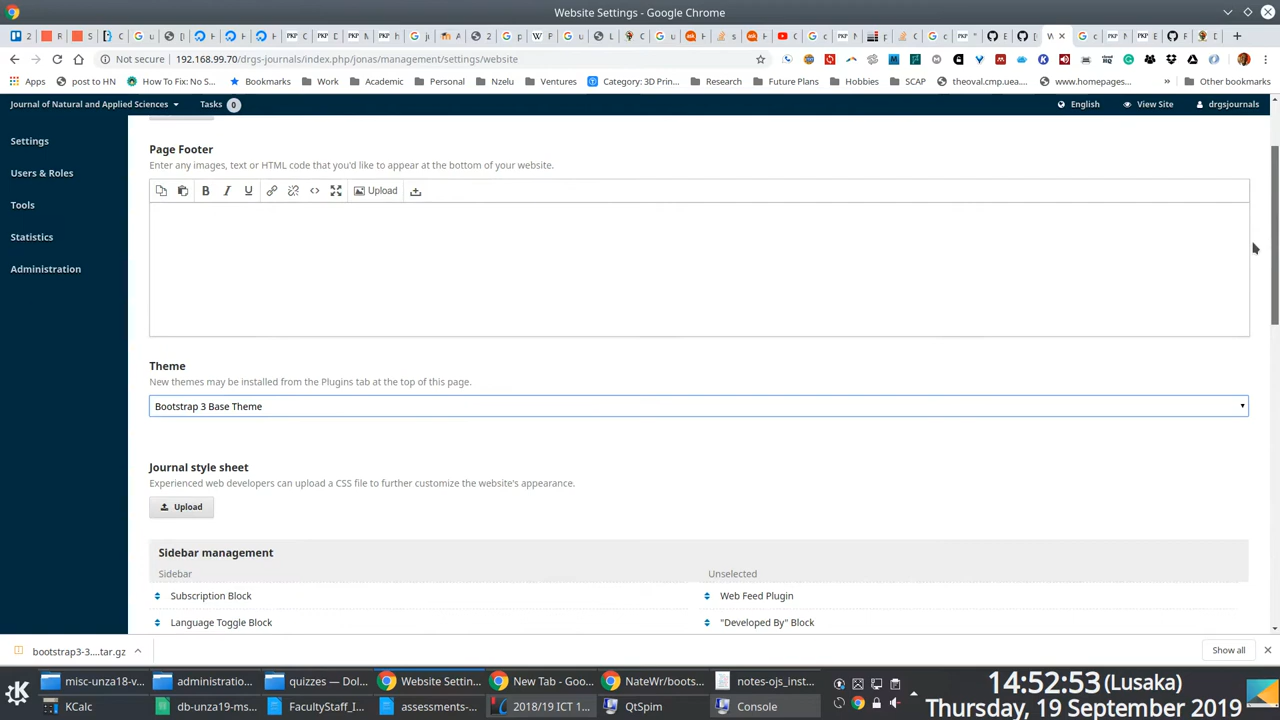 Website Settings - Google Chrome
Not secure | 192.168.99.70/drgs-journal/index.php/jonas/management/settings/website
Apps post to HN How To Fix: No S... Bookmarks Work Academic Personal Nzelu Ventures Category: 3D Prin... Research Future Plans Hobbies SCAP theoval.cmp.uea.... www.homepages... » Other bookmarks
Journal of Natural and Applied Sciences Tasks 0 English View Site drgsjournals
Settings
Users & Roles
Tools
Statistics
Administration
Page Footer
Enter any images, text or HTML code that you'd like to appear at the bottom of your website.
B I U Upload
Theme
New themes may be installed from the Plugins tab at the top of this page.
Bootstrap 3 Base Theme
Journal style sheet
Experienced web developers can upload a CSS file to further customize the website's appearance.
Upload
Sidebar management
Sidebar Unselected
Subscription Block Web Feed Plugin
Language Toggle Block "Developed By" Block
bootstrap3-3....tar.gz Show all
misc-unza18-v... administratio... quizzes — Dol... Website Setting... New Tab - Goo... NateWr/boots... notes-ojs_inst...
KCalc db-unza19-ms... FacultyStaff_I... assessments-... 2018/19 ICT 1... QtSpim Console
14:52:53 (Lusaka)
Thursday, 19 September 2019